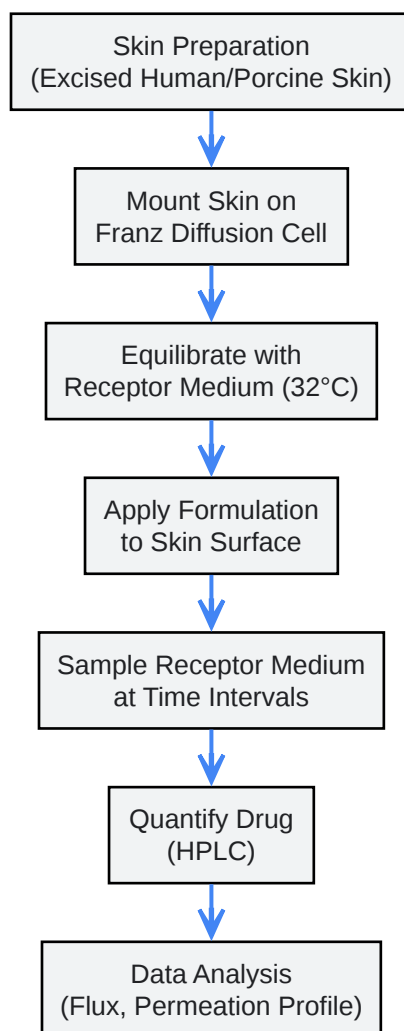 Skin Preparation
(Excised Human/Porcine Skin)
Mount Skin on
Franz Diffusion Cell
Equilibrate with
Receptor Medium (32°C)
Apply Formulation
to Skin Surface
Sample Receptor Medium
at Time Intervals
Quantify Drug
(HPLC)
Data Analysis
(Flux, Permeation Profile)